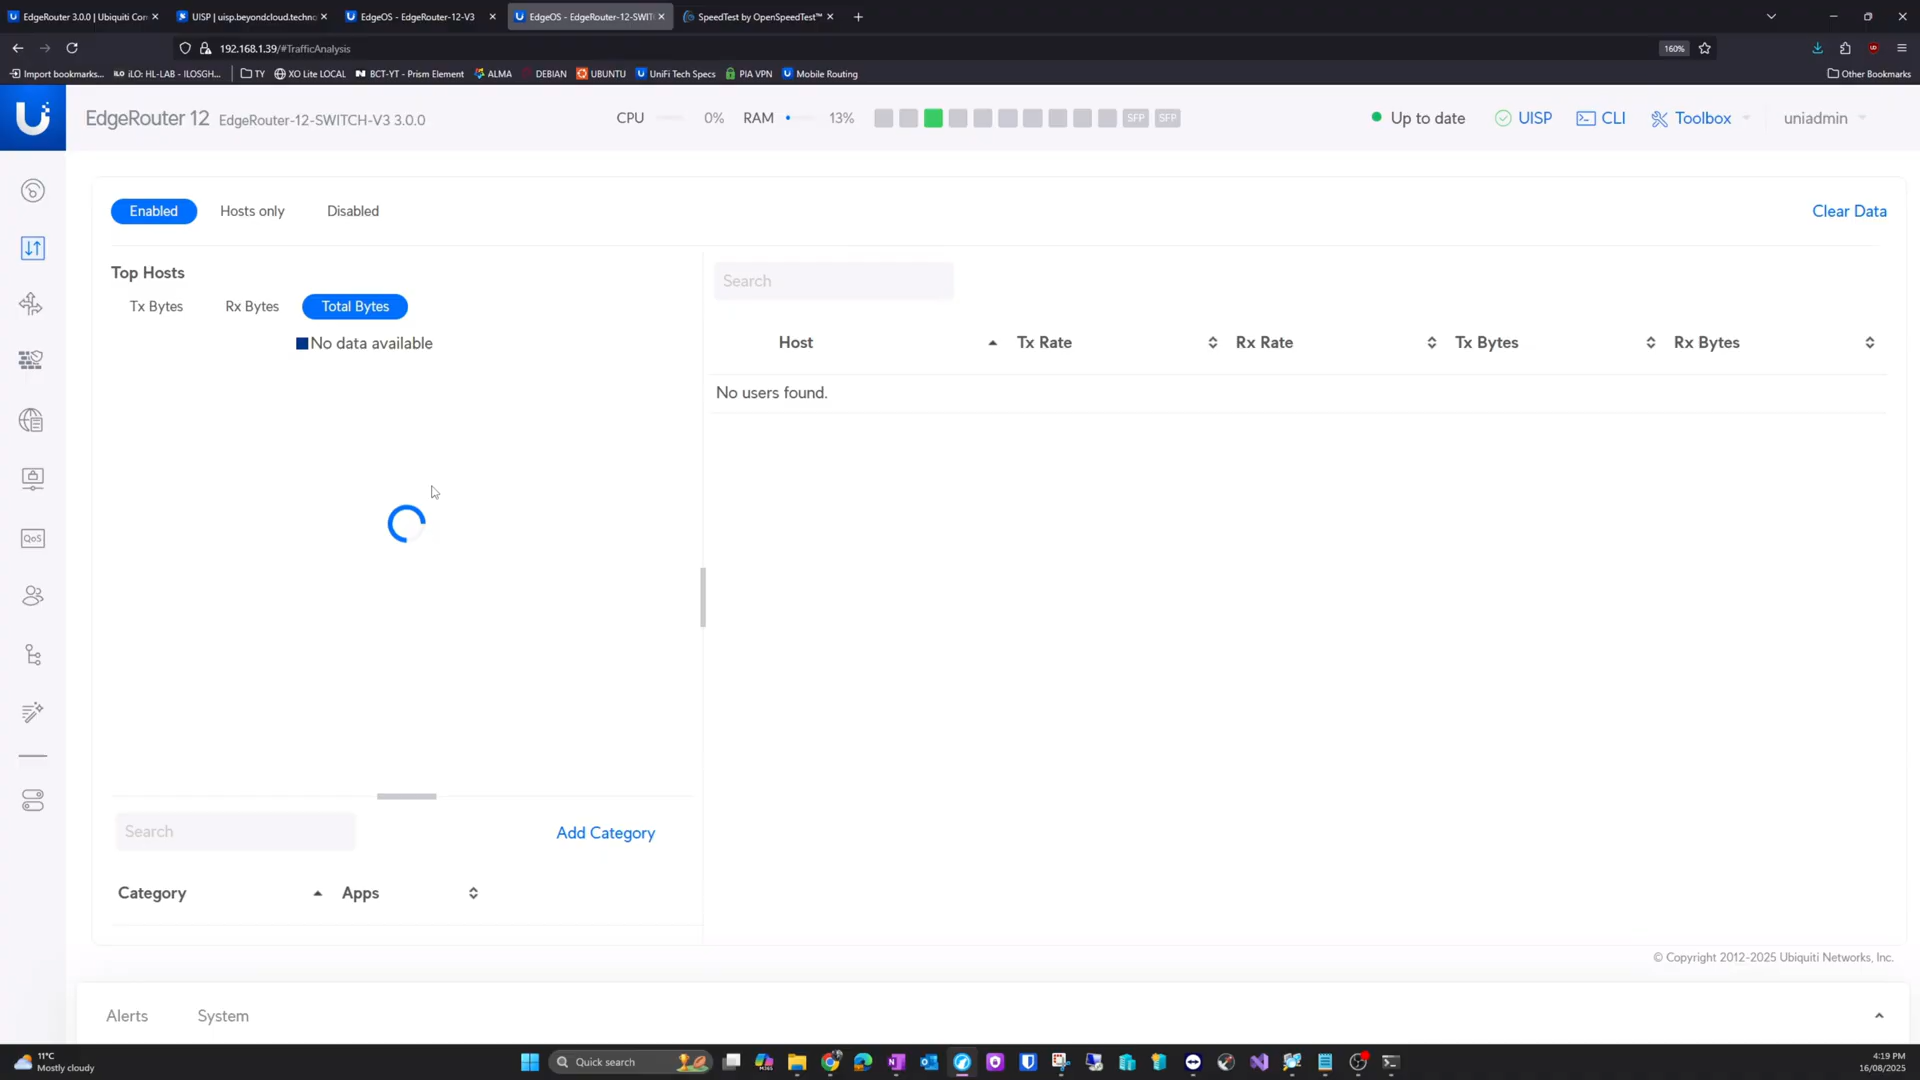 EdgeRouter 3.0.0 | Ubiquiti Con
UISP | uisp.beyondcloud.techno
EdgeOS - EdgeRouter-12-V3
EdgeOS - EdgeRouter-12-SWIT
SpeedTest by OpenSpeedTest™
192.168.1.39/#TrafficAnalysis
160%
Import bookmarks...
iLO: HL-LAB - ILOSGH...
TY
XO Lite LOCAL
BCT-YT - Prism Element
ALMA
DEBIAN
UBUNTU
UniFi Tech Specs
PIA VPN
Mobile Routing
Other Bookmarks
EdgeRouter 12
EdgeRouter-12-SWITCH-V3 3.0.0
CPU
0%
RAM
13%
SFP
SFP
Up to date
UISP
CLI
Toolbox
uniadmin
Enabled
Hosts only
Disabled
Clear Data
Top Hosts
Search
Tx Bytes
Rx Bytes
Total Bytes
No data available
Host
Tx Rate
Rx Rate
Tx Bytes
Rx Bytes
No users found.
QoS
Search
Add Category
Category
Apps
© Copyright 2012-2025 Ubiquiti Networks, Inc.
Alerts
System
11°C
Mostly cloudy
Quick search
4:19 PM
16/08/2025